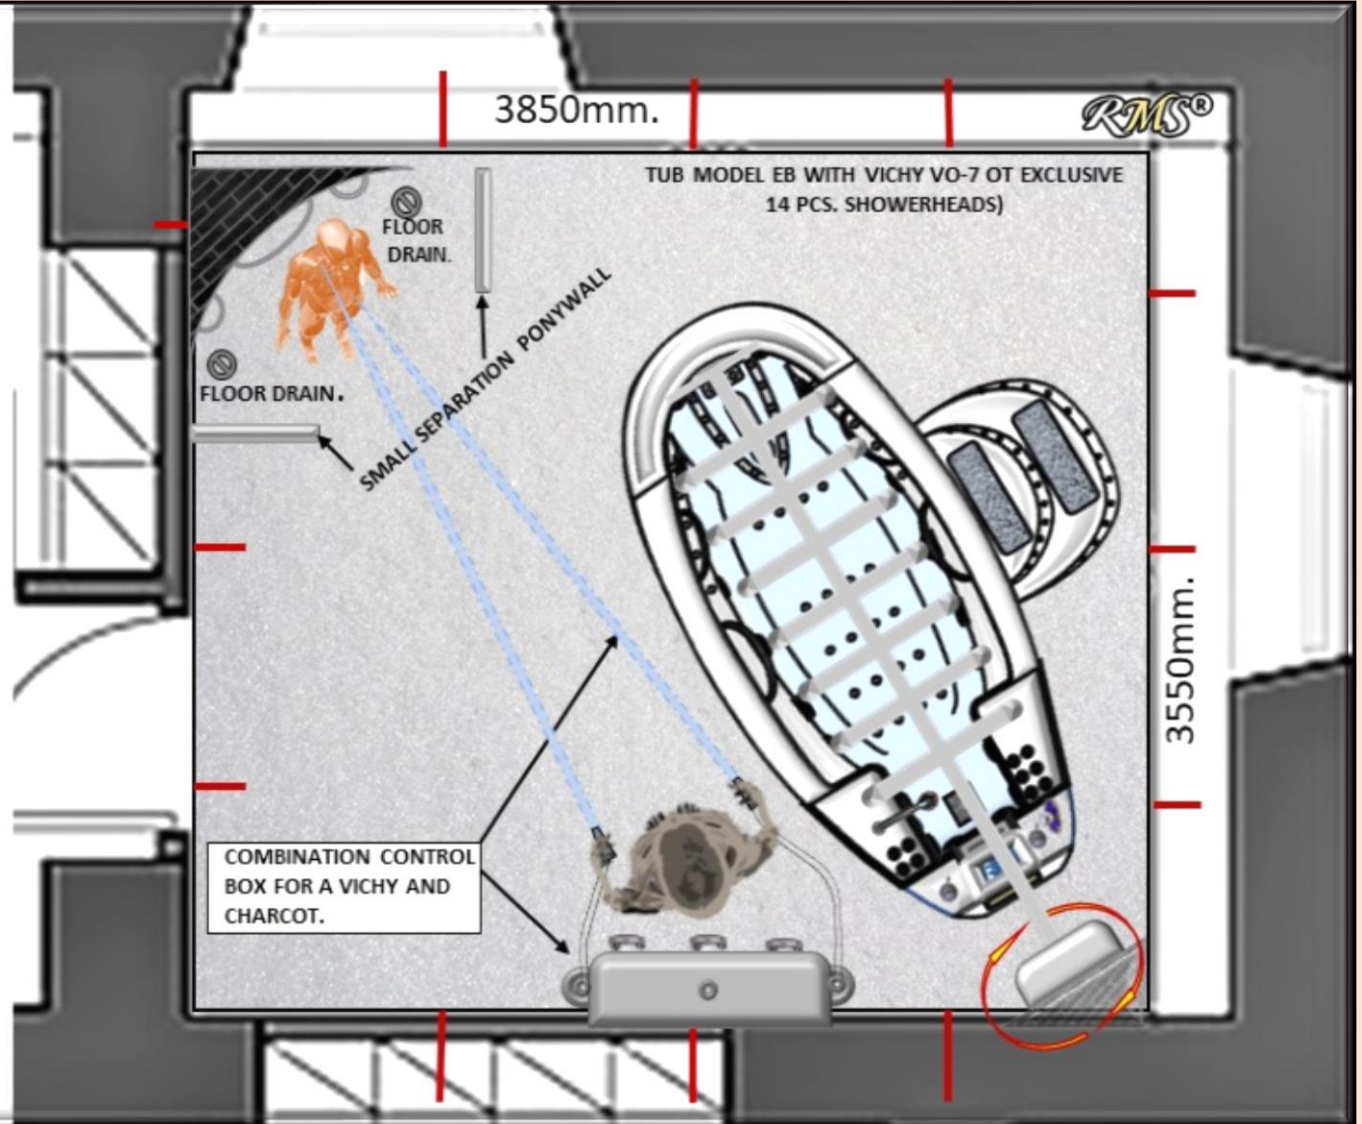 3850mm.
RMS®
TUB MODEL EB WITH VICHY VO-7 OT EXCLUSIVE
14 PCS. SHOWERHEADS)
FLOOR
DRAIN.
SMALL SEPARATION PONYWALL
FLOOR DRAIN.
3550mm.
COMBINATION CONTROL
BOX FOR A VICHY AND
CHARCOT.